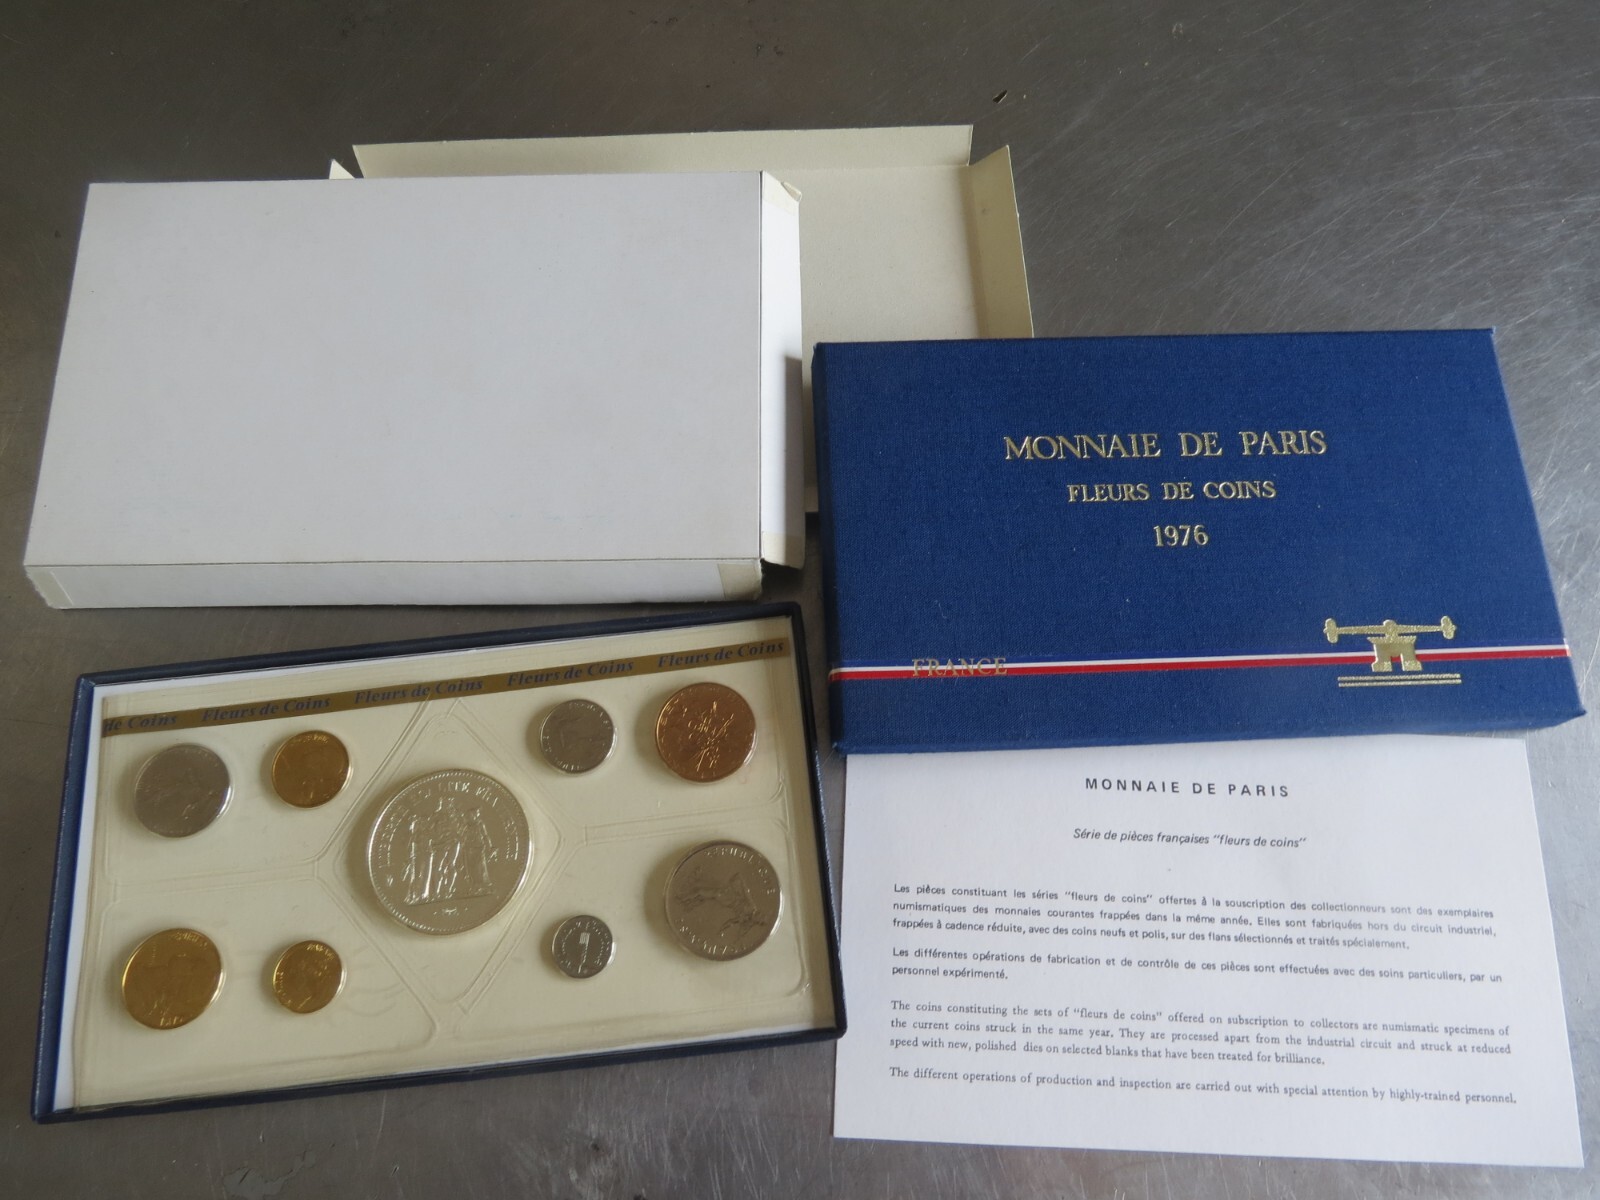 MONNAIE DE PARIS
FLEURS DE COINS
1976
FRANCE
de Coins Fleurs de Coins Fleurs de Coins Fleurs de Coins Fleurs de Coins
MONNAIE DE PARIS
Série de pièces françaises "fleurs de coins"
Les pièces constituant les séries "fleurs de coins" offertes à la souscription des collectionneurs sont des exemplaires
numismatiques des monnaies courantes frappées dans la même année. Elles sont fabriquées hors du circuit industriel,
frappées à cadence réduite, avec des coins neufs et polis, sur des flans sélectionnés et traités spécialement.
Les différentes opérations de fabrication et de contrôle de ces pièces sont effectuées avec des soins particuliers, par un
personnel expérimenté.
The coins constituting the sets of "fleurs de coins" offered on subscription to collectors are numismatic specimens of
the current coins struck in the same year. They are processed apart from the industrial circuit and struck at reduced
speed with new, polished dies on selected blanks that have been treated for brilliance.
The different operations of production and inspection are carried out with special attention by highly-trained personnel.